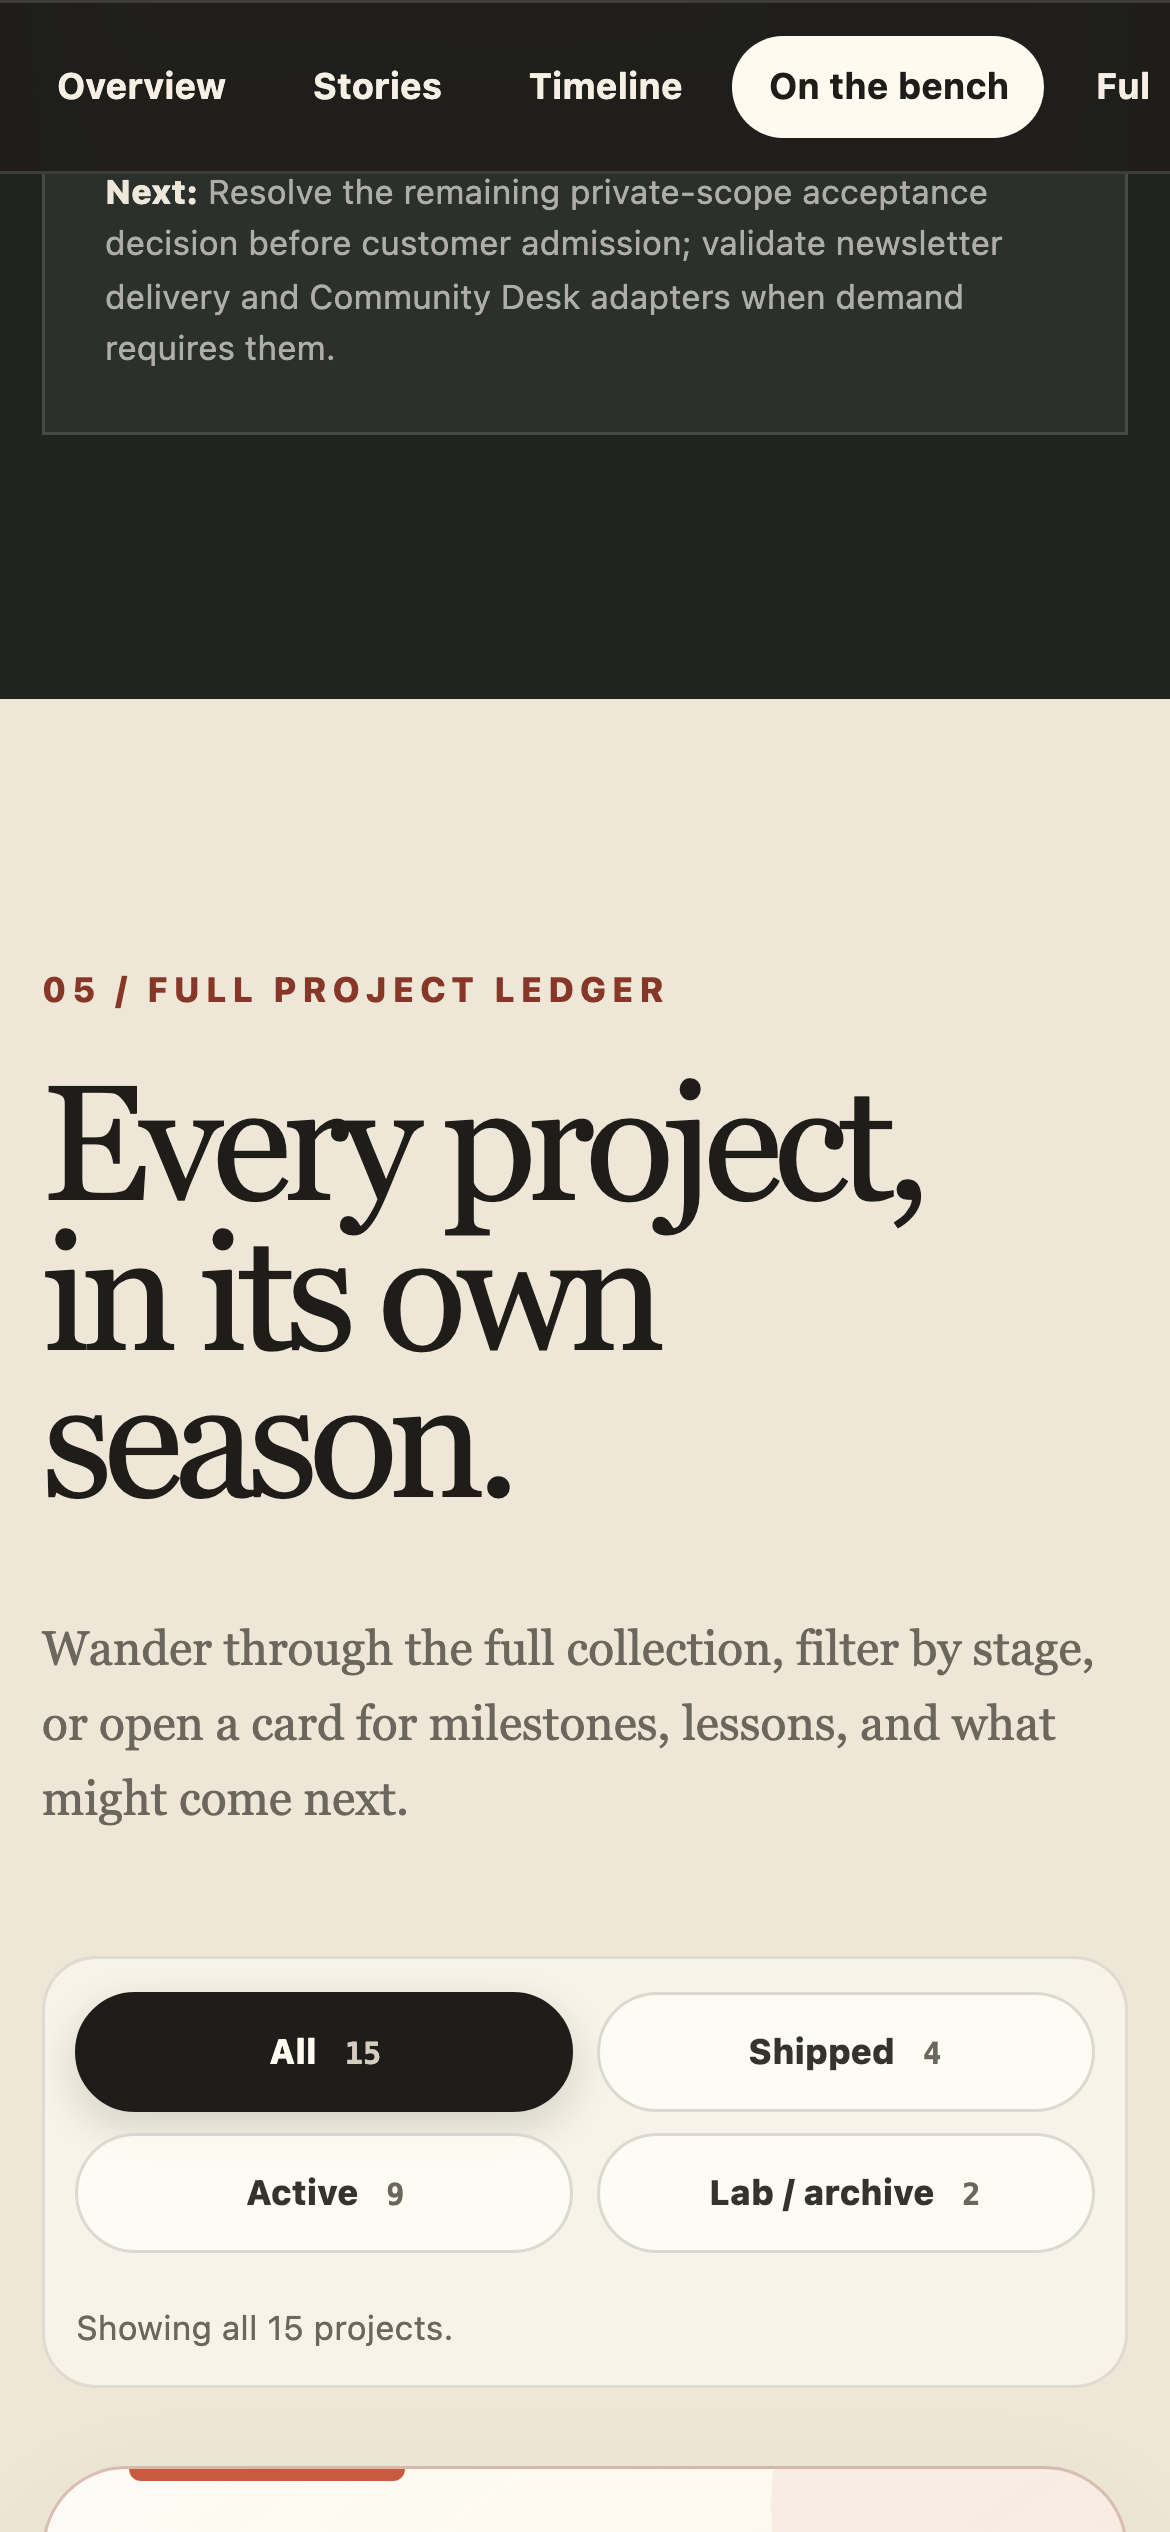 Overview Stories Timeline On the bench Ful
Next: Resolve the remaining private-scope acceptance
decision before customer admission; validate newsletter
delivery and Community Desk adapters when demand
requires them.
05 / FULL PROJECT LEDGER
Every project,
in its own
season.
Wander through the full collection, filter by stage,
or open a card for milestones, lessons, and what
might come next.
All 15 Shipped 4
Active 9 Lab / archive 2
Showing all 15 projects.